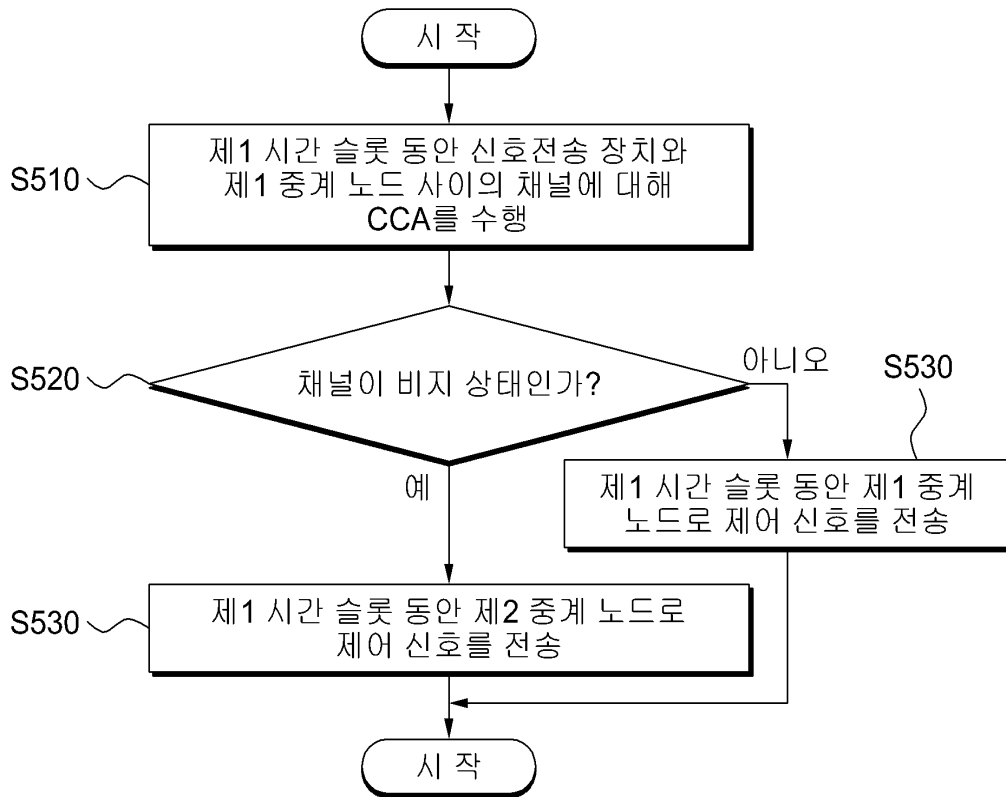 시 작
S510
제1 시간 슬롯 동안 신호전송 장치와
제1 중계 노드 사이의 채널에 대해
CCA를 수행
S520
채널이 비지 상태인가?
아니오
예
S530
제1 시간 슬롯 동안 제1 중계
노드로 제어 신호를 전송
S530
제1 시간 슬롯 동안 제2 중계 노드로
제어 신호를 전송
시 작